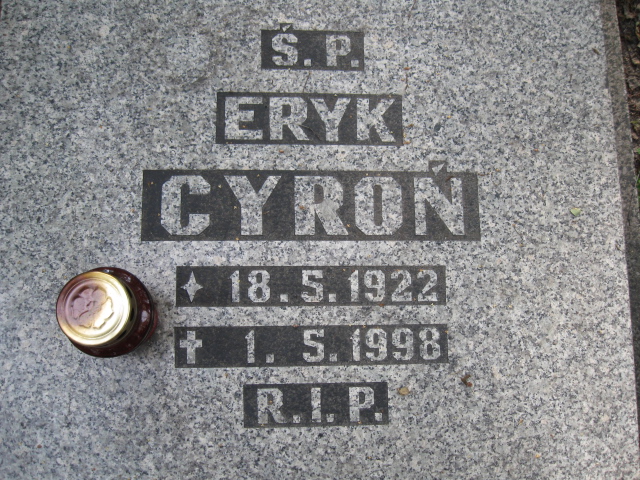 Ś.P.
ERYK
CYROŃ
✦ 18.5.1922
✝ 1.5.1998
R.I.P.